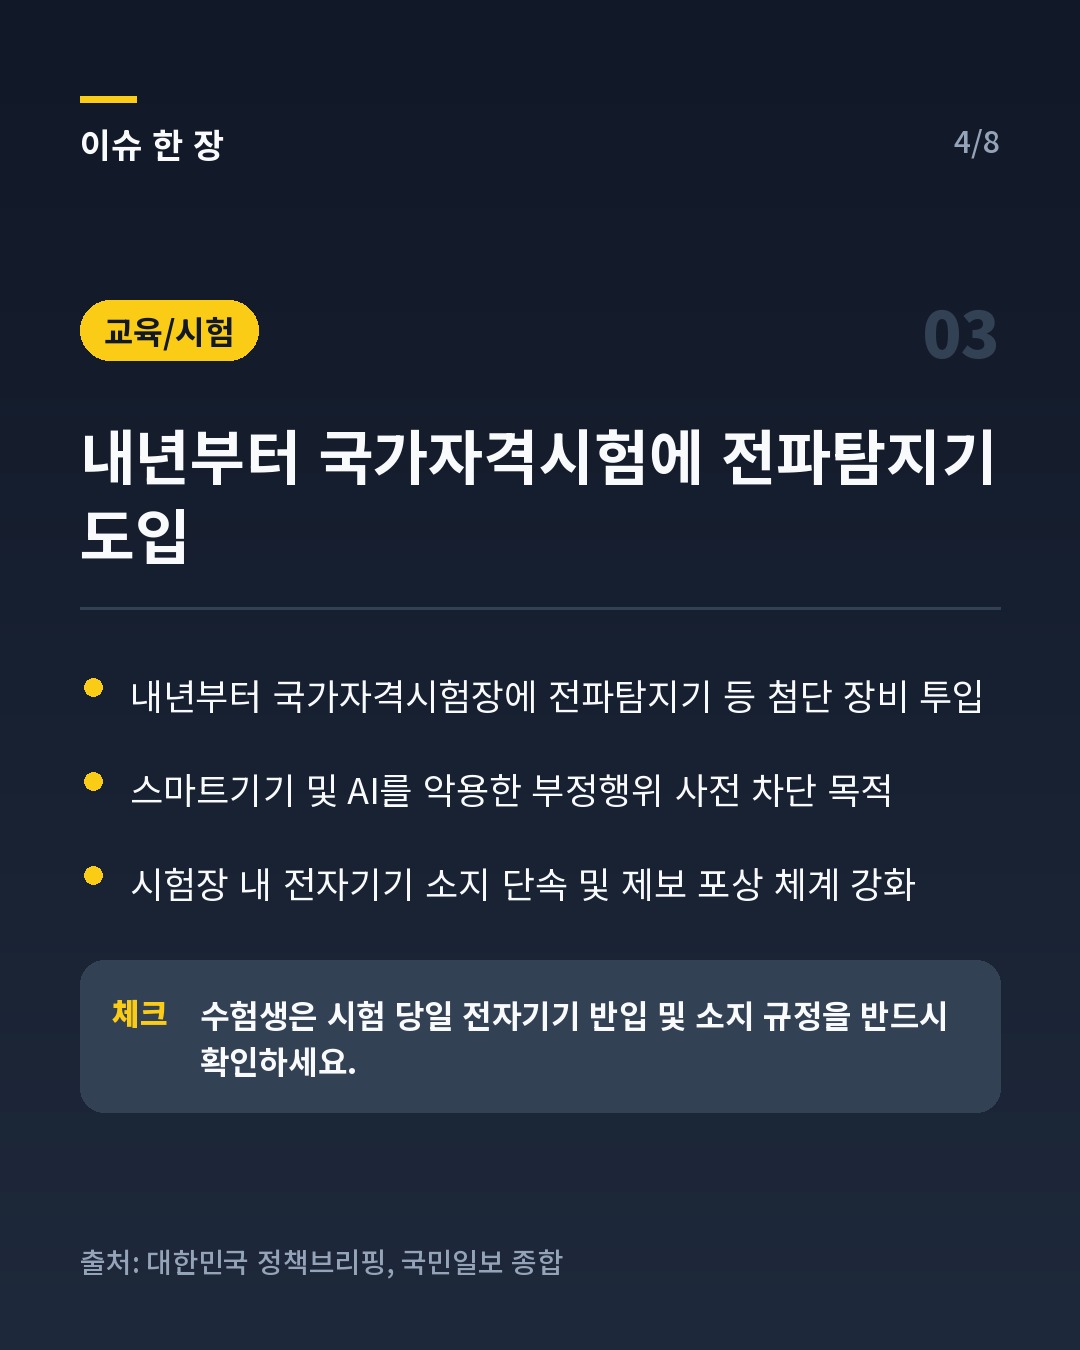 이슈 한 장
4/8
교육/시험
03
내년부터 국가자격시험에 전파탐지기
도입
내년부터 국가자격시험장에 전파탐지기 등 첨단 장비 투입
스마트기기 및 AI를 악용한 부정행위 사전 차단 목적
시험장 내 전자기기 소지 단속 및 제보 포상 체계 강화
체크 수험생은 시험 당일 전자기기 반입 및 소지 규정을 반드시
확인하세요.
출처: 대한민국 정책브리핑, 국민일보 종합